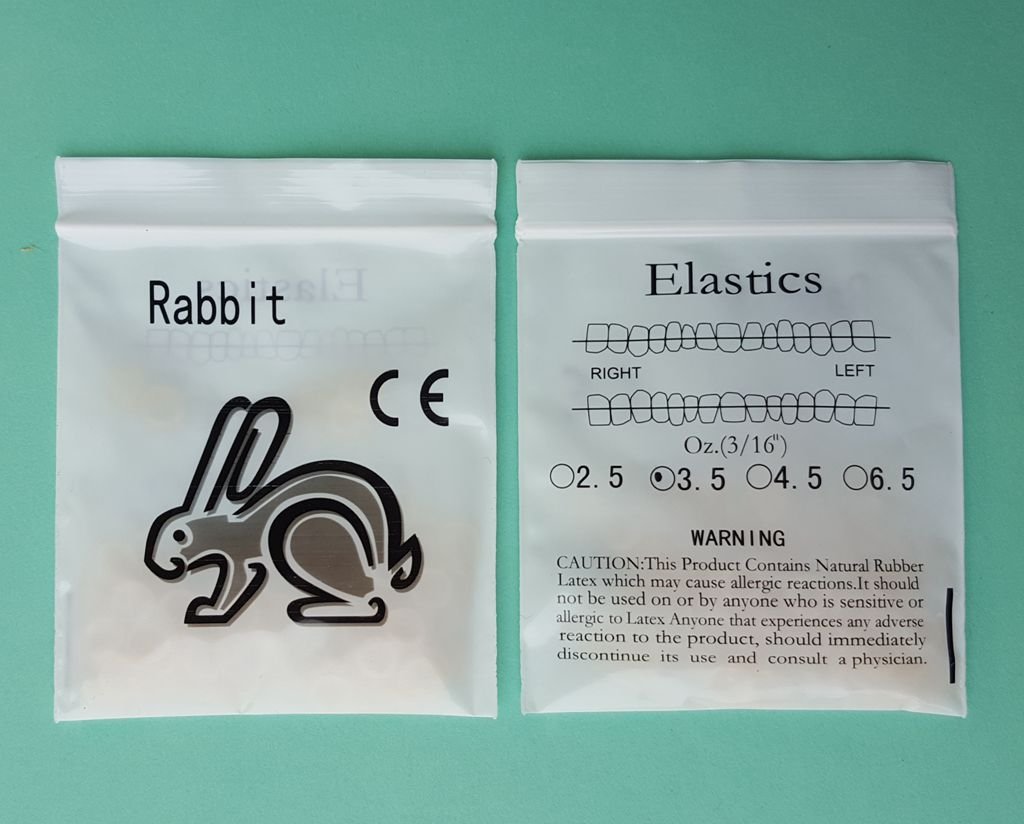 Rabbit
CE
Elastics
RIGHT LEFT
Oz.(3/16")
2.5 3.5 4.5 6.5
WARNING
CAUTION:This Product Contains Natural Rubber
Latex which may cause allergic reactions.It should
not be used on or by anyone who is sensitive or
allergic to Latex Anyone that experiences any adverse
reaction to the product, should immediately
discontinue its use and consult a physician.